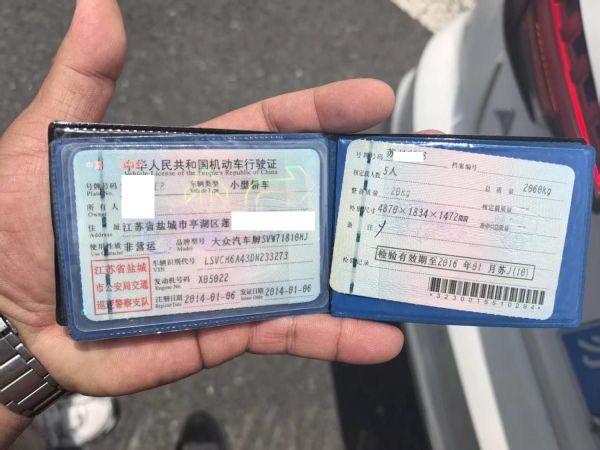 中华人民共和国机动车行驶证
Vehicle License of the People's Republic of China
号牌号码
Plate No.
车辆类型 小型轿车
Vehicle Type
所有人
Owner
住址 江苏省盐城市亭湖区
Address
使用性质 非营运
品牌型号 大众汽车牌SVW71810HJ
Model
江苏省盐城
市公安局交通
巡逻警察支队
车辆识别代号 LSVCH6A43DN233273
VIN
发动机号码 X05022
Engine No.
注册日期 2014-01-06
Register Date
发证日期 2014-01-06
Issue Date
号牌号码 苏
档案编号
核定载人数 5人
总质量 2060kg
整备质量
核定载质量
外廓尺寸 4870×1834×1472mm
备注
检验记录
检验有效期至2016年01月苏J(10)